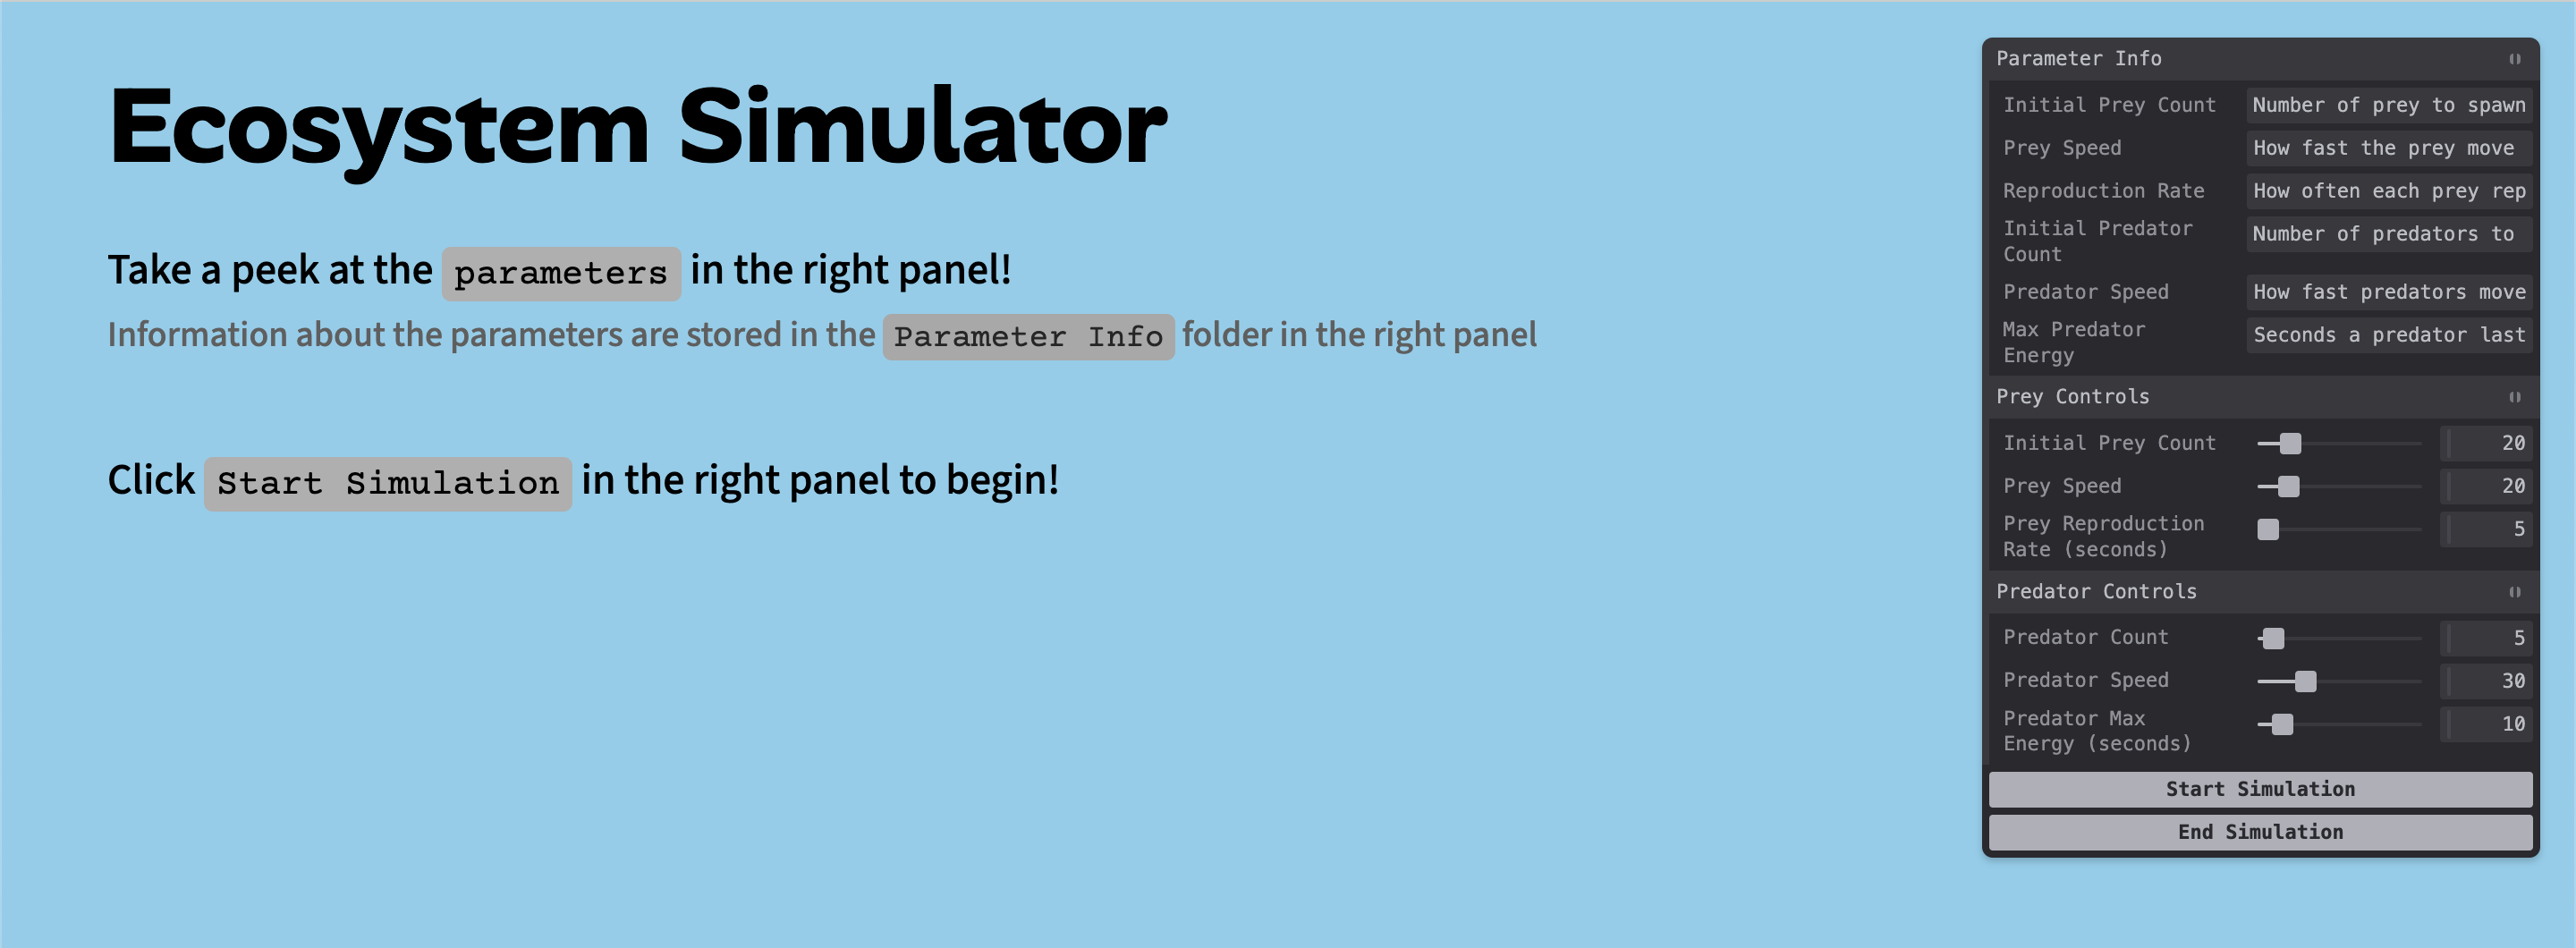 Ecosystem Simulator
Take a peek at the parameters in the right panel!
Information about the parameters are stored in the Parameter Info folder in the right panel
Click Start Simulation in the right panel to begin!
Parameter Info
Initial Prey Count Number of prey to spawn
Prey Speed How fast the prey move
Reproduction Rate How often each prey rep
Initial Predator Count Number of predators to
Predator Speed How fast predators move
Max Predator Energy Seconds a predator last
Prey Controls
Initial Prey Count 20
Prey Speed 20
Prey Reproduction Rate (seconds) 5
Predator Controls
Predator Count 5
Predator Speed 30
Predator Max Energy (seconds) 10
Start Simulation
End Simulation